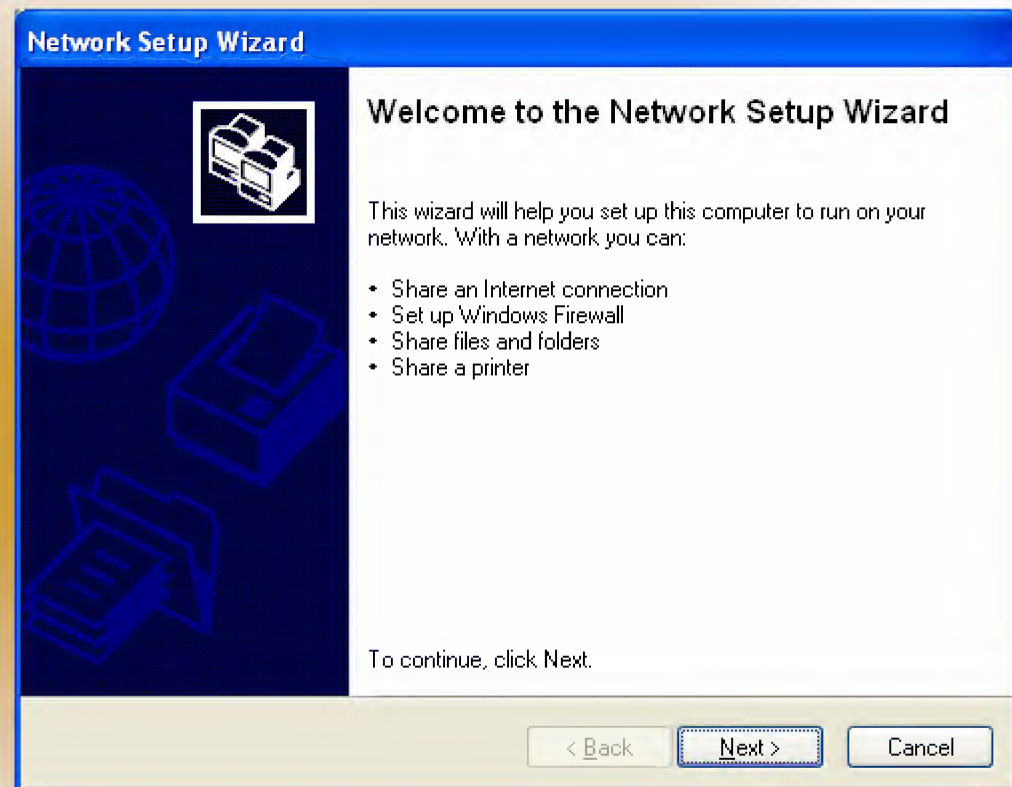 Network Setup Wizard
Welcome to the Network Setup Wizard
This wizard will help you set up this computer to run on your
network. With a network you can:
• Share an Internet connection
• Set up Windows Firewall
• Share files and folders
• Share a printer
To continue, click Next.
< Back Next > Cancel